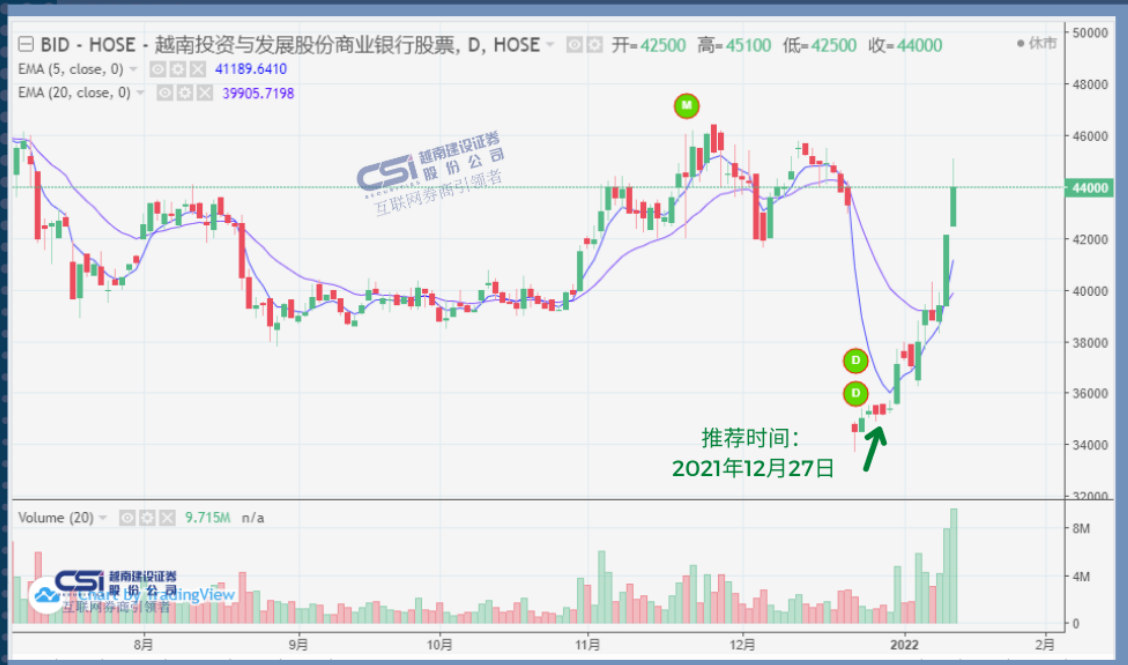 BID - HOSE - 越南投资与发展股份商业银行股票, D, HOSE 开=42500 高=45100 低=42500 收=44000
休市
EMA (5, close, 0) 41189.6410
EMA (20, close, 0) 39905.7198
50000
48000
46000
44000
42000
40000
38000
36000
34000
32000
M
CSI 越南建设证券
SECURITIES 股份公司
互联网券商引领者
D
D
推荐时间：
2021年12月27日
Volume (20) 9.715M n/a
8M
4M
0
CSI 越南建设证券
股份公司
Chart by TradingView
互联网券商引领者
8月
9月
10月
11月
12月
2022
2月